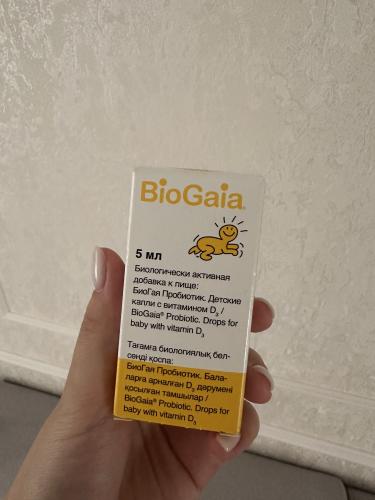 BioGaia®
5 мл
Биологически активная
добавка к пище:
БиоГая Пробиотик. Детские
капли с витамином D₃ /
BioGaia® Probiotic. Drops for
baby with vitamin D₃
Тағамға биологиялық бел-
сенді қоспа:
БиоГая Пробиотик. Бала-
ларға арналған D₃ дәрумені
қосылған тамшылар /
BioGaia® Probiotic. Drops for
baby with vitamin D₃